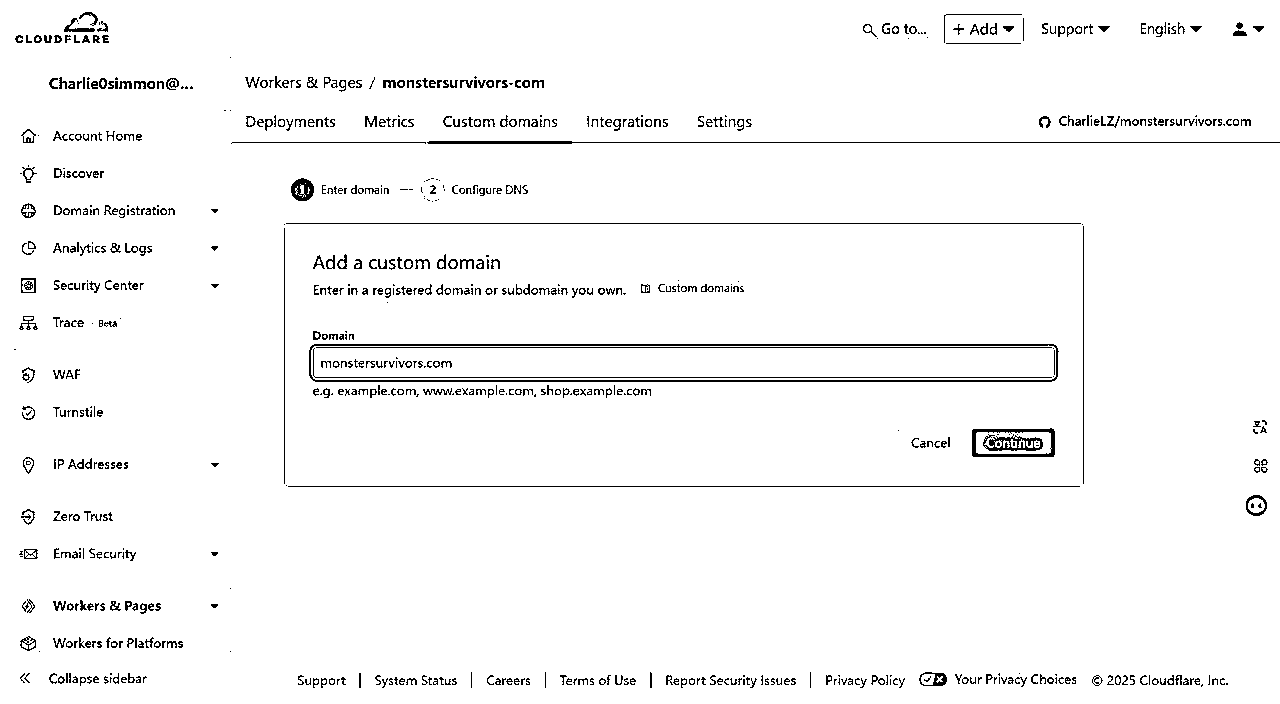 CLOUDFLARE
Go to...
+ Add
Support
English
Charlie0simmon@...
Workers & Pages / monstersurvivors-com
Deployments
Metrics
Custom domains
Integrations
Settings
CharlieLZ/monstersurvivors.com
Account Home
Discover
Domain Registration
Analytics & Logs
Security Center
Trace Beta
WAF
Turnstile
IP Addresses
Zero Trust
Email Security
Workers & Pages
Workers for Platforms
Collapse sidebar
1 Enter domain
2 Configure DNS
Add a custom domain
Enter in a registered domain or subdomain you own. Custom domains
Domain
monstersurvivors.com
e.g. example.com, www.example.com, shop.example.com
Cancel
Continue
Support | System Status | Careers | Terms of Use | Report Security Issues | Privacy Policy Your Privacy Choices © 2025 Cloudflare, Inc.